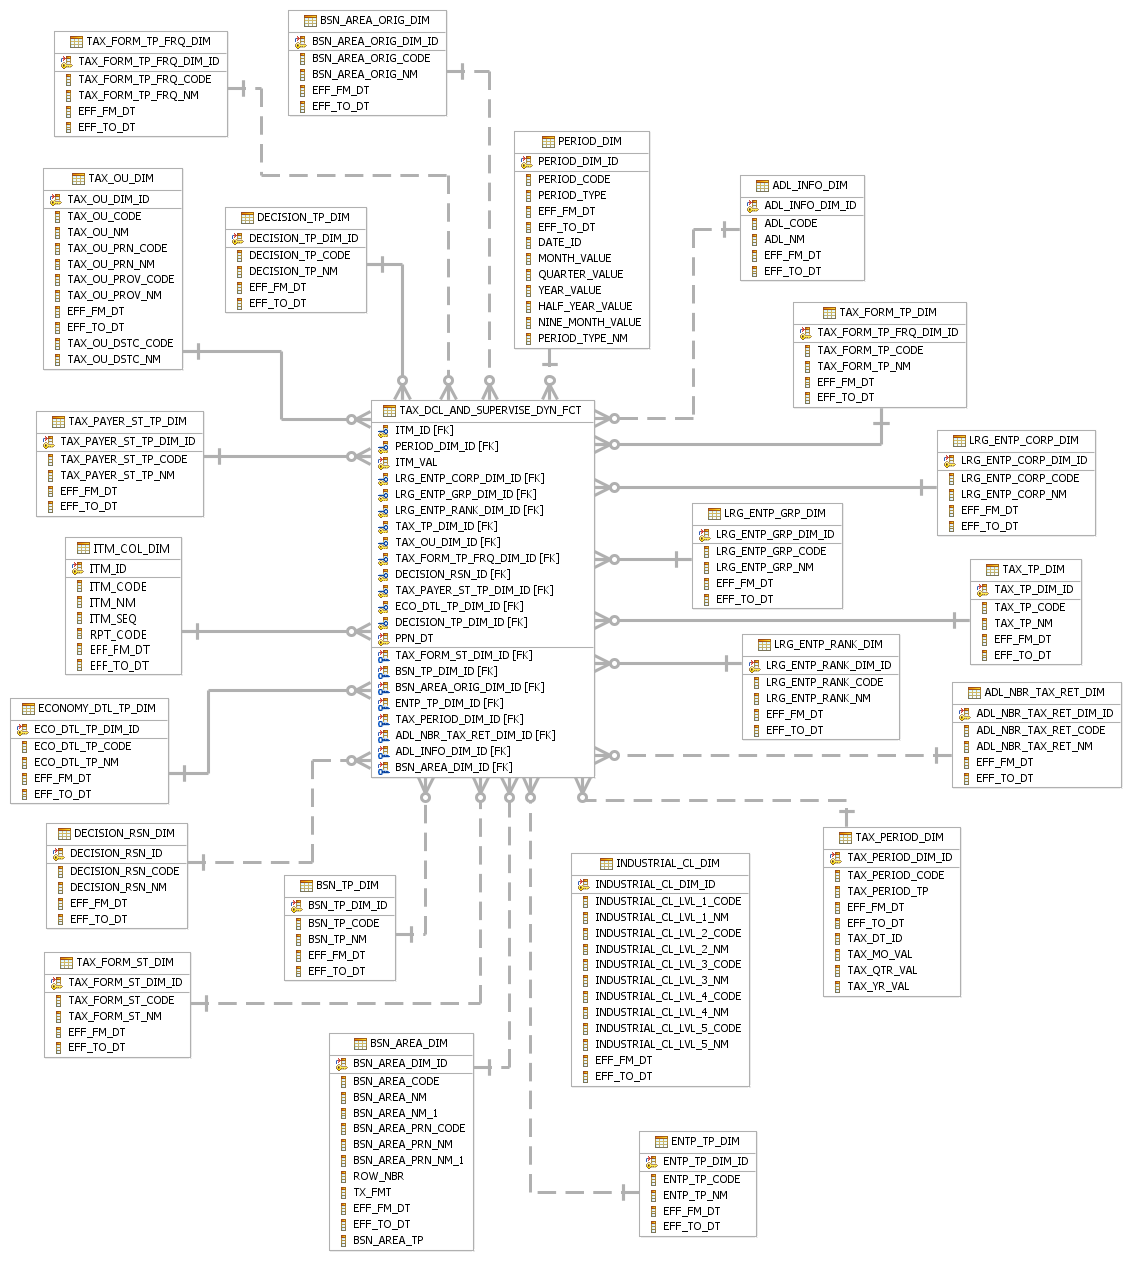 BSN_AREA_ORIG_DIM
BSN_AREA_ORIG_DIM_ID
BSN_AREA_ORIG_CODE
BSN_AREA_ORIG_NM
EFF_FM_DT
EFF_TO_DT
TAX_FORM_TP_FRQ_DIM
TAX_FORM_TP_FRQ_DIM_ID
TAX_FORM_TP_FRQ_CODE
TAX_FORM_TP_FRQ_NM
EFF_FM_DT
EFF_TO_DT
PERIOD_DIM
PERIOD_DIM_ID
PERIOD_CODE
PERIOD_TYPE
EFF_FM_DT
EFF_TO_DT
DATE_ID
MONTH_VALUE
QUARTER_VALUE
YEAR_VALUE
HALF_YEAR_VALUE
NINE_MONTH_VALUE
PERIOD_TYPE_NM
TAX_OU_DIM
TAX_OU_DIM_ID
TAX_OU_CODE
TAX_OU_NM
TAX_OU_PRN_CODE
TAX_OU_PRN_NM
TAX_OU_PROV_CODE
TAX_OU_PROV_NM
EFF_FM_DT
EFF_TO_DT
TAX_OU_DSTC_CODE
TAX_OU_DSTC_NM
DECISION_TP_DIM
DECISION_TP_DIM_ID
DECISION_TP_CODE
DECISION_TP_NM
EFF_FM_DT
EFF_TO_DT
ADL_INFO_DIM
ADL_INFO_DIM_ID
ADL_CODE
ADL_NM
EFF_FM_DT
EFF_TO_DT
TAX_FORM_TP_DIM
TAX_FORM_TP_FRQ_DIM_ID
TAX_FORM_TP_CODE
TAX_FORM_TP_NM
EFF_FM_DT
EFF_TO_DT
TAX_DCL_AND_SUPERVISE_DYN_FCT
ITM_ID [FK]
PERIOD_DIM_ID [FK]
ITM_VAL
LRG_ENTP_CORP_DIM_ID [FK]
LRG_ENTP_GRP_DIM_ID [FK]
LRG_ENTP_RANK_DIM_ID [FK]
TAX_TP_DIM_ID [FK]
TAX_OU_DIM_ID [FK]
TAX_FORM_TP_FRQ_DIM_ID [FK]
DECISION_RSN_ID [FK]
TAX_PAYER_ST_TP_DIM_ID [FK]
ECO_DTL_TP_DIM_ID [FK]
DECISION_TP_DIM_ID [FK]
PPN_DT
TAX_FORM_ST_DIM_ID [FK]
BSN_TP_DIM_ID [FK]
BSN_AREA_ORIG_DIM_ID [FK]
ENTP_TP_DIM_ID [FK]
TAX_PERIOD_DIM_ID [FK]
ADL_NBR_TAX_RET_DIM_ID [FK]
ADL_INFO_DIM_ID [FK]
BSN_AREA_DIM_ID [FK]
TAX_PAYER_ST_TP_DIM
TAX_PAYER_ST_TP_DIM_ID
TAX_PAYER_ST_TP_CODE
TAX_PAYER_ST_TP_NM
EFF_FM_DT
EFF_TO_DT
LRG_ENTP_CORP_DIM
LRG_ENTP_CORP_DIM_ID
LRG_ENTP_CORP_CODE
LRG_ENTP_CORP_NM
EFF_FM_DT
EFF_TO_DT
LRG_ENTP_GRP_DIM
LRG_ENTP_GRP_DIM_ID
LRG_ENTP_GRP_CODE
LRG_ENTP_GRP_NM
EFF_FM_DT
EFF_TO_DT
ITM_COL_DIM
ITM_ID
ITM_CODE
ITM_NM
ITM_SEQ
RPT_CODE
EFF_FM_DT
EFF_TO_DT
TAX_TP_DIM
TAX_TP_DIM_ID
TAX_TP_CODE
TAX_TP_NM
EFF_FM_DT
EFF_TO_DT
LRG_ENTP_RANK_DIM
LRG_ENTP_RANK_DIM_ID
LRG_ENTP_RANK_CODE
LRG_ENTP_RANK_NM
EFF_FM_DT
EFF_TO_DT
ADL_NBR_TAX_RET_DIM
ADL_NBR_TAX_RET_DIM_ID
ADL_NBR_TAX_RET_CODE
ADL_NBR_TAX_RET_NM
EFF_FM_DT
EFF_TO_DT
ECONOMY_DTL_TP_DIM
ECO_DTL_TP_DIM_ID
ECO_DTL_TP_CODE
ECO_DTL_TP_NM
EFF_FM_DT
EFF_TO_DT
DECISION_RSN_DIM
DECISION_RSN_ID
DECISION_RSN_CODE
DECISION_RSN_NM
EFF_FM_DT
EFF_TO_DT
BSN_TP_DIM
BSN_TP_DIM_ID
BSN_TP_CODE
BSN_TP_NM
EFF_FM_DT
EFF_TO_DT
INDUSTRIAL_CL_DIM
INDUSTRIAL_CL_DIM_ID
INDUSTRIAL_CL_LVL_1_CODE
INDUSTRIAL_CL_LVL_1_NM
INDUSTRIAL_CL_LVL_2_CODE
INDUSTRIAL_CL_LVL_2_NM
INDUSTRIAL_CL_LVL_3_CODE
INDUSTRIAL_CL_LVL_3_NM
INDUSTRIAL_CL_LVL_4_CODE
INDUSTRIAL_CL_LVL_4_NM
INDUSTRIAL_CL_LVL_5_CODE
INDUSTRIAL_CL_LVL_5_NM
EFF_FM_DT
EFF_TO_DT
TAX_PERIOD_DIM
TAX_PERIOD_DIM_ID
TAX_PERIOD_CODE
TAX_PERIOD_TP
EFF_FM_DT
EFF_TO_DT
TAX_DT_ID
TAX_MO_VAL
TAX_QTR_VAL
TAX_YR_VAL
TAX_FORM_ST_DIM
TAX_FORM_ST_DIM_ID
TAX_FORM_ST_CODE
TAX_FORM_ST_NM
EFF_FM_DT
EFF_TO_DT
BSN_AREA_DIM
BSN_AREA_DIM_ID
BSN_AREA_CODE
BSN_AREA_NM
BSN_AREA_NM_1
BSN_AREA_PRN_CODE
BSN_AREA_PRN_NM
BSN_AREA_PRN_NM_1
ROW_NBR
TX_FMT
EFF_FM_DT
EFF_TO_DT
BSN_AREA_TP
ENTP_TP_DIM
ENTP_TP_DIM_ID
ENTP_TP_CODE
ENTP_TP_NM
EFF_FM_DT
EFF_TO_DT